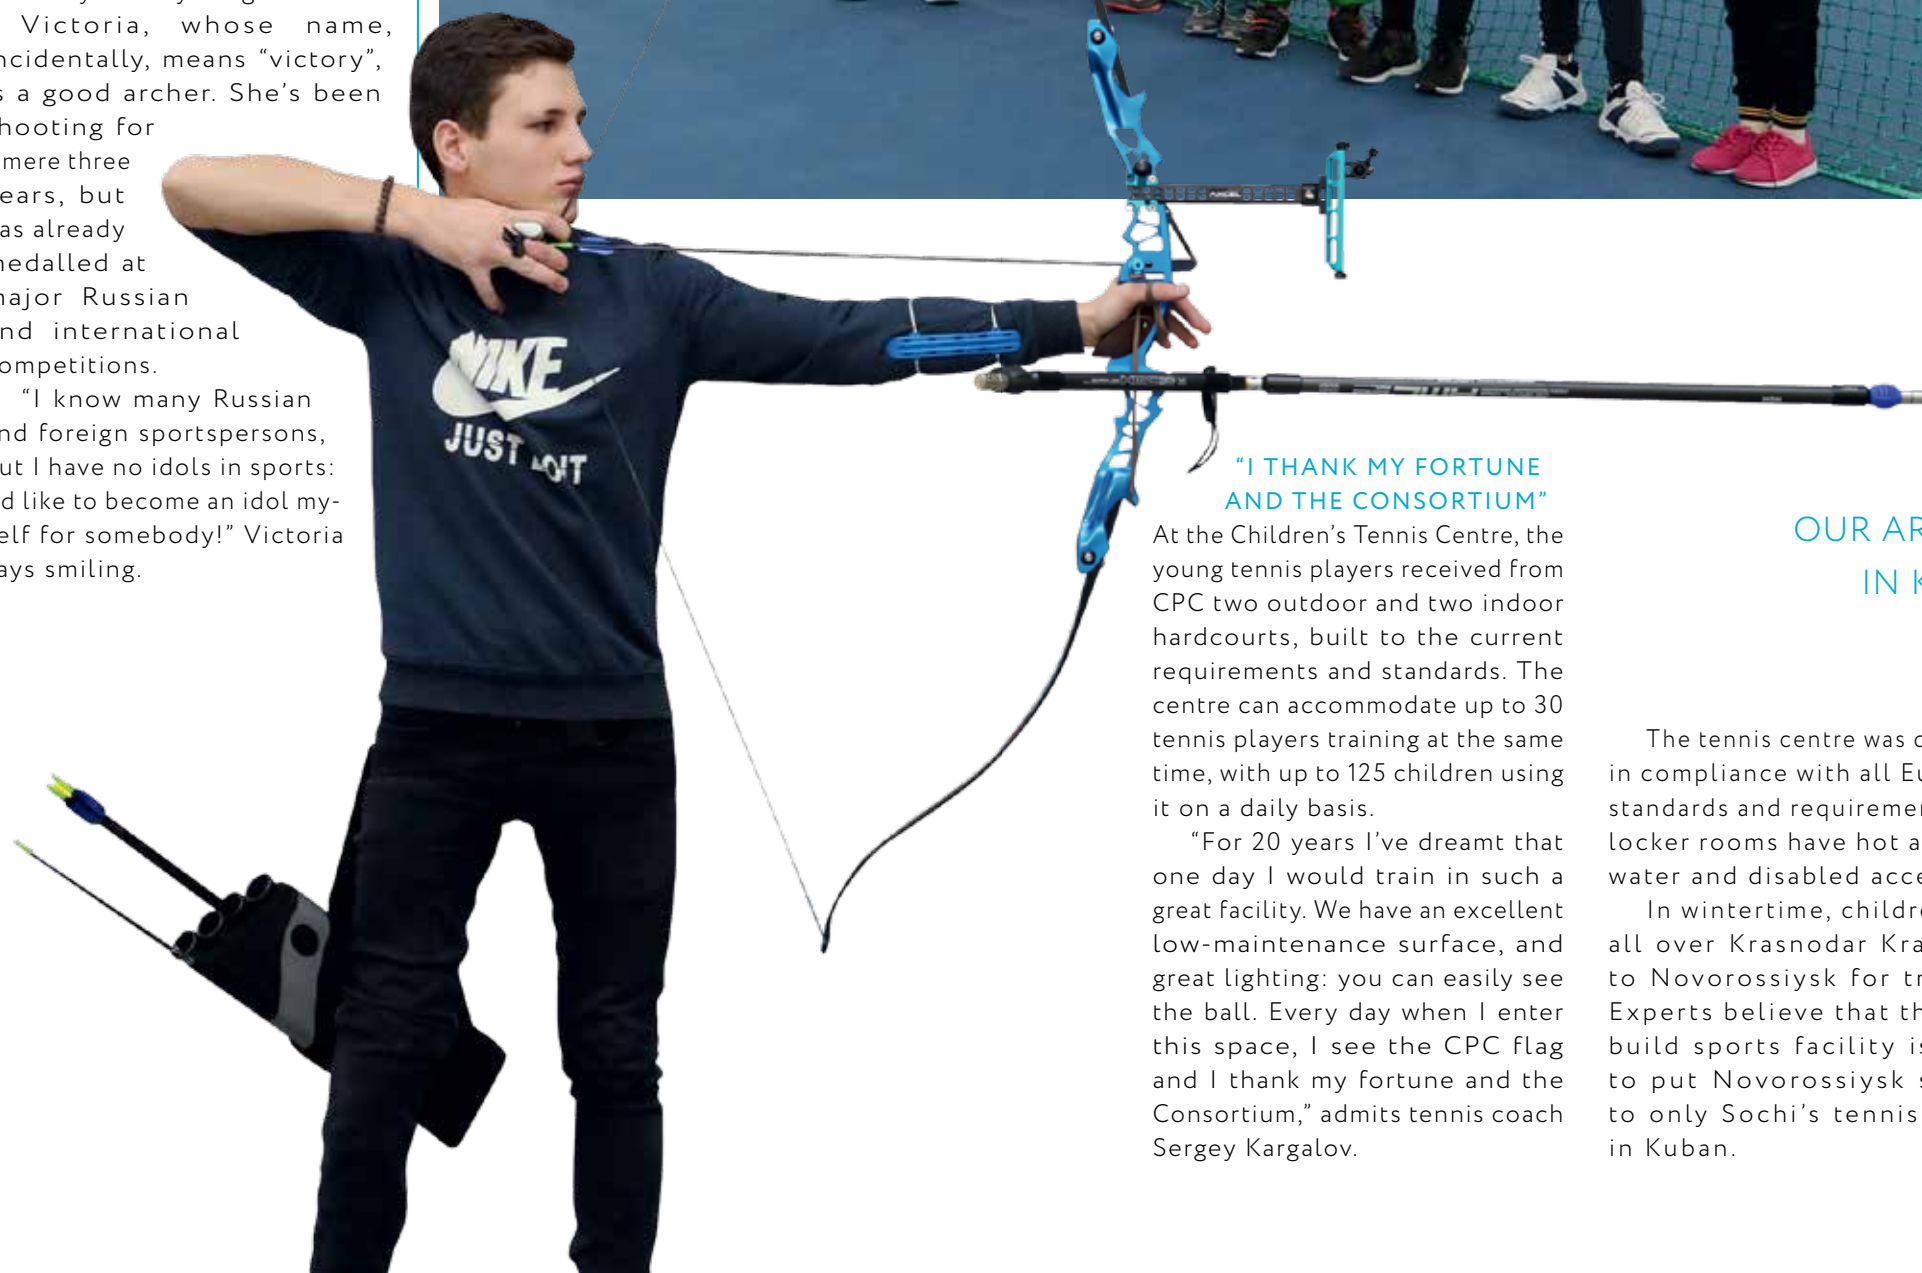 Victoria, whose name,
ncidentally, means “victory”,
s a good archer. She’s been
hooting for
mere three
ears, but
as already
nedalled at
najor Russian
nd international
ompetitions.
“I know many Russian
nd foreign sportspersons,
ut I have no idols in sports:
d like to become an idol my-
elf for somebody!” Victoria
ays smiling.
NIKE
JUST DO IT
“I THANK MY FORTUNE
AND THE CONSORTIUM”
At the Children’s Tennis Centre, the
young tennis players received from
CPC two outdoor and two indoor
hardcourts, built to the current
requirements and standards. The
centre can accommodate up to 30
tennis players training at the same
time, with up to 125 children using
it on a daily basis.
“For 20 years I’ve dreamt that
one day I would train in such a
great facility. We have an excellent
low-maintenance surface, and
great lighting: you can easily see
the ball. Every day when I enter
this space, I see the CPC flag
and I thank my fortune and the
Consortium,” admits tennis coach
Sergey Kargalov.
OUR AR
IN K
The tennis centre was c
in compliance with all Eu
standards and requiremer
locker rooms have hot a
water and disabled acce
In wintertime, childre
all over Krasnodar Kra
to Novorossiysk for tr
Experts believe that th
build sports facility is
to put Novorossiysk s
to only Sochi’s tennis
in Kuban.